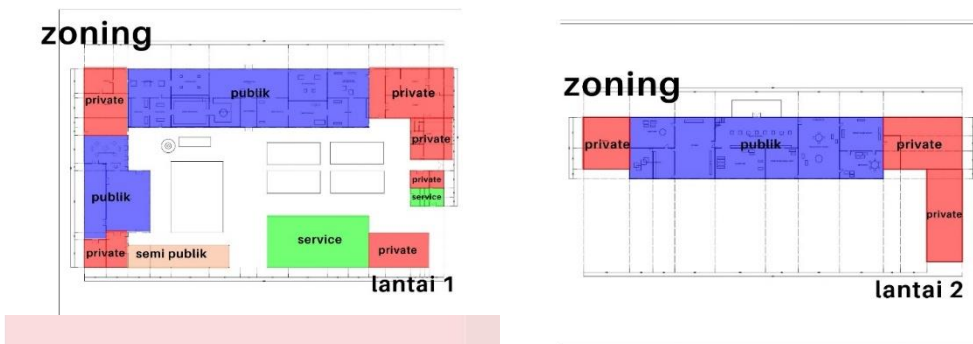 zoning
private
publik
private
private
publik
private
service
private
semi publik
service
private
lantai 1
zoning
private
publik
private
private
lantai 2